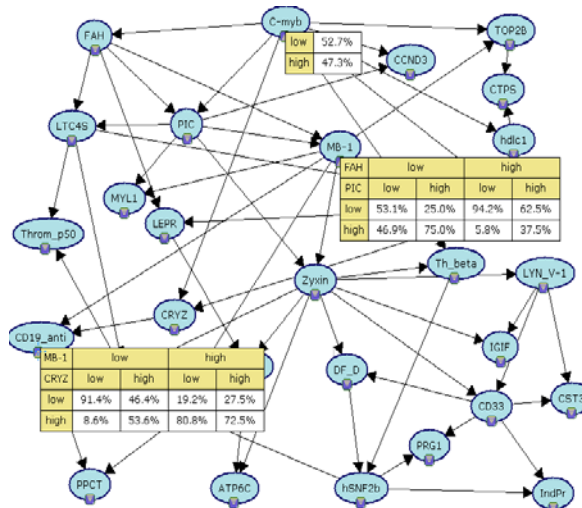 C-myb
FAH
TOP2B
low 52.7%
high 47.3%
CCND3
CTPS
LTC4S
PIC
hdlc1
MB-1
FAH low high
PIC low high low high
low 53.1% 25.0% 94.2% 62.5%
high 46.9% 75.0% 5.8% 37.5%
MYL1
LEPR
Throm_p50
Th_beta
LYN_V-1
Zyxin
CRYZ
CD19_anti
IGIF
MB-1 low high
CRYZ low high low high
low 91.4% 46.4% 19.2% 27.5%
high 8.6% 53.6% 80.8% 72.5%
DF_D
CD33
CST3
PRG1
PPCT
ATP6C
hSNF2b
IndPr